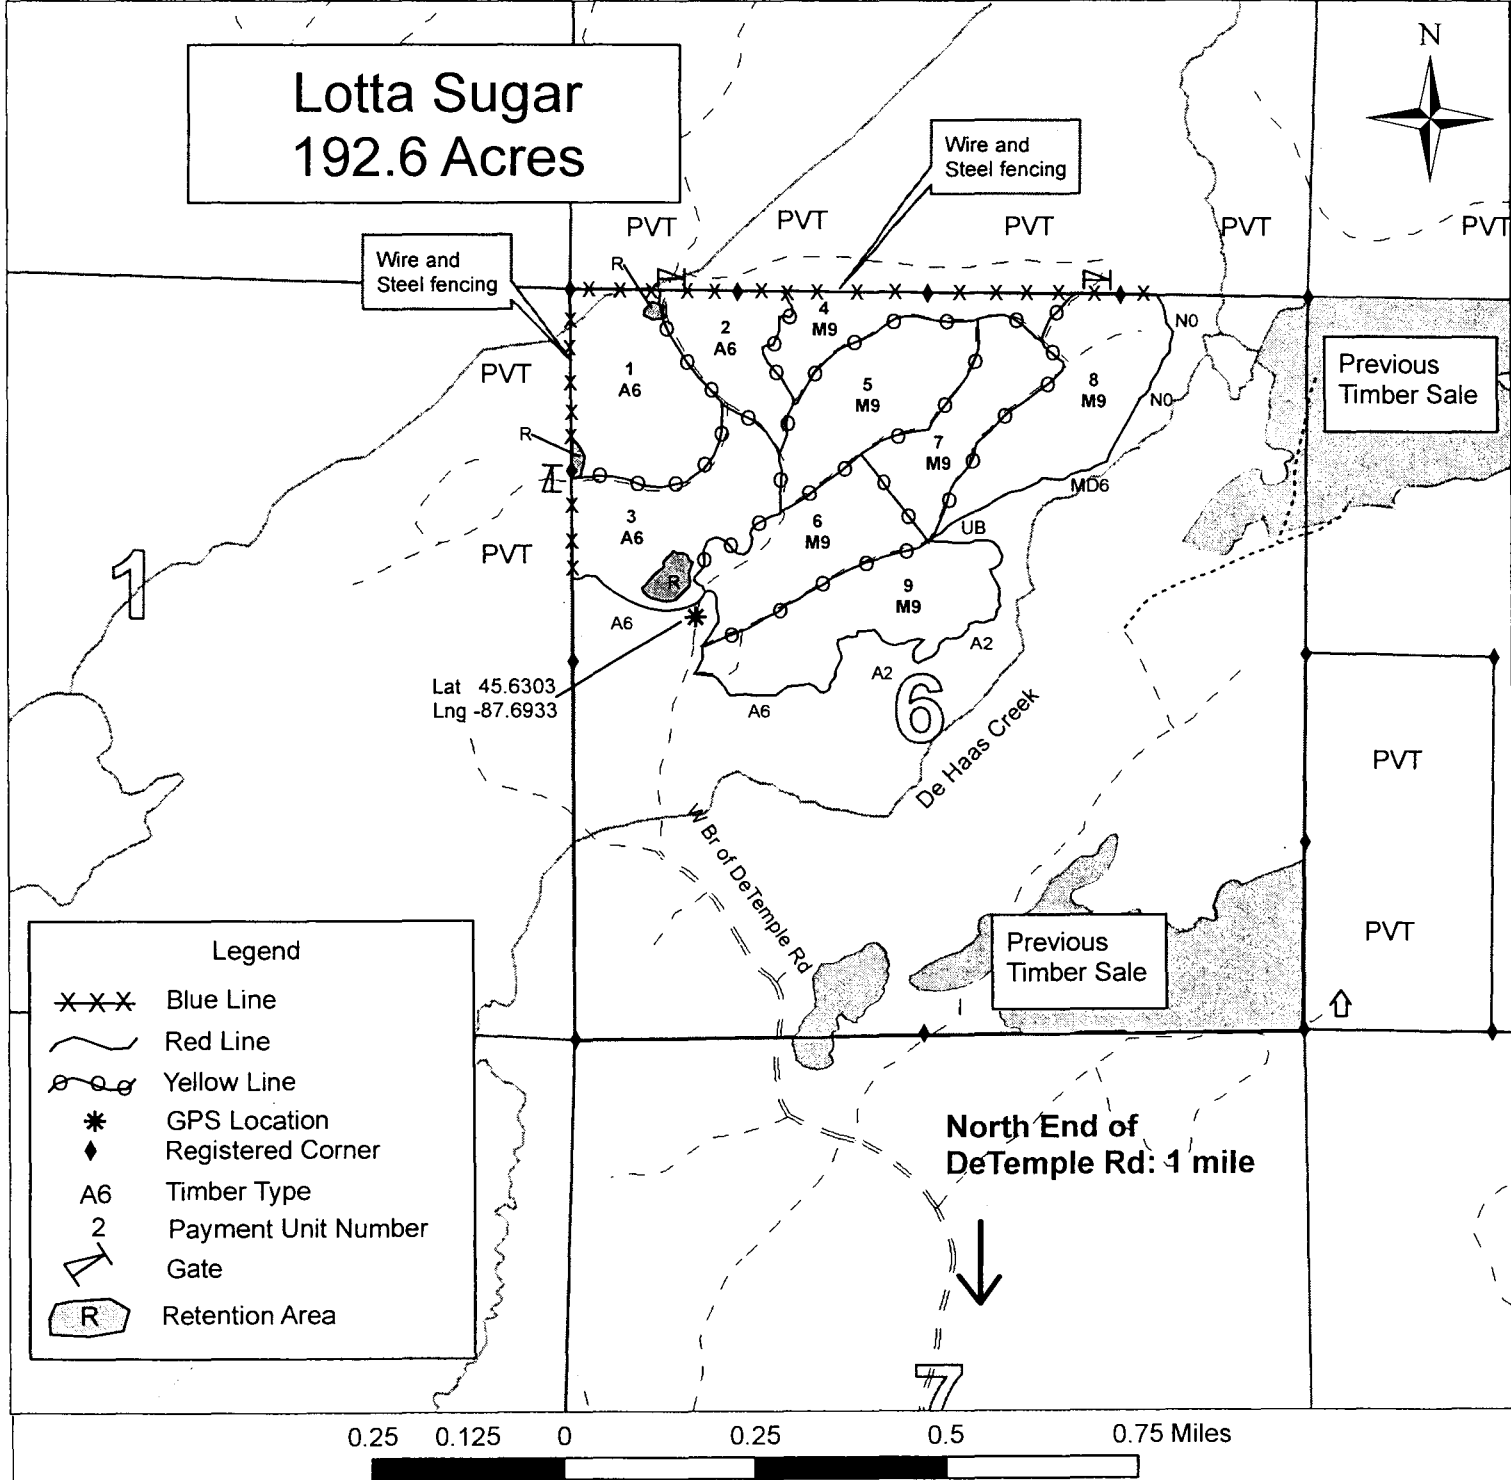 Lotta Sugar
192.6 Acres
N
Wire and
Steel fencing
PVT
PVT
PVT
PVT
PVT
Wire and
Steel fencing
R
4
M9
2
A6
N0
Previous
Timber Sale
PVT
1
A6
5
M9
8
M9
N0
R
7
M9
MD6
3
A6
6
M9
UB
PVT
1
R
9
M9
A6
A2
A2
Lat 45.6303
Lng -87.6933
A6
6
De Haas Creek
PVT
W Br of DeTemple Rd
PVT
Previous
Timber Sale
Legend
X X X Blue Line
Red Line
Yellow Line
GPS Location
Registered Corner
A6 Timber Type
2 Payment Unit Number
Gate
R Retention Area
North End of
DeTemple Rd: 1 mile
7
0.25 0.125 0 0.25 0.5 0.75 Miles